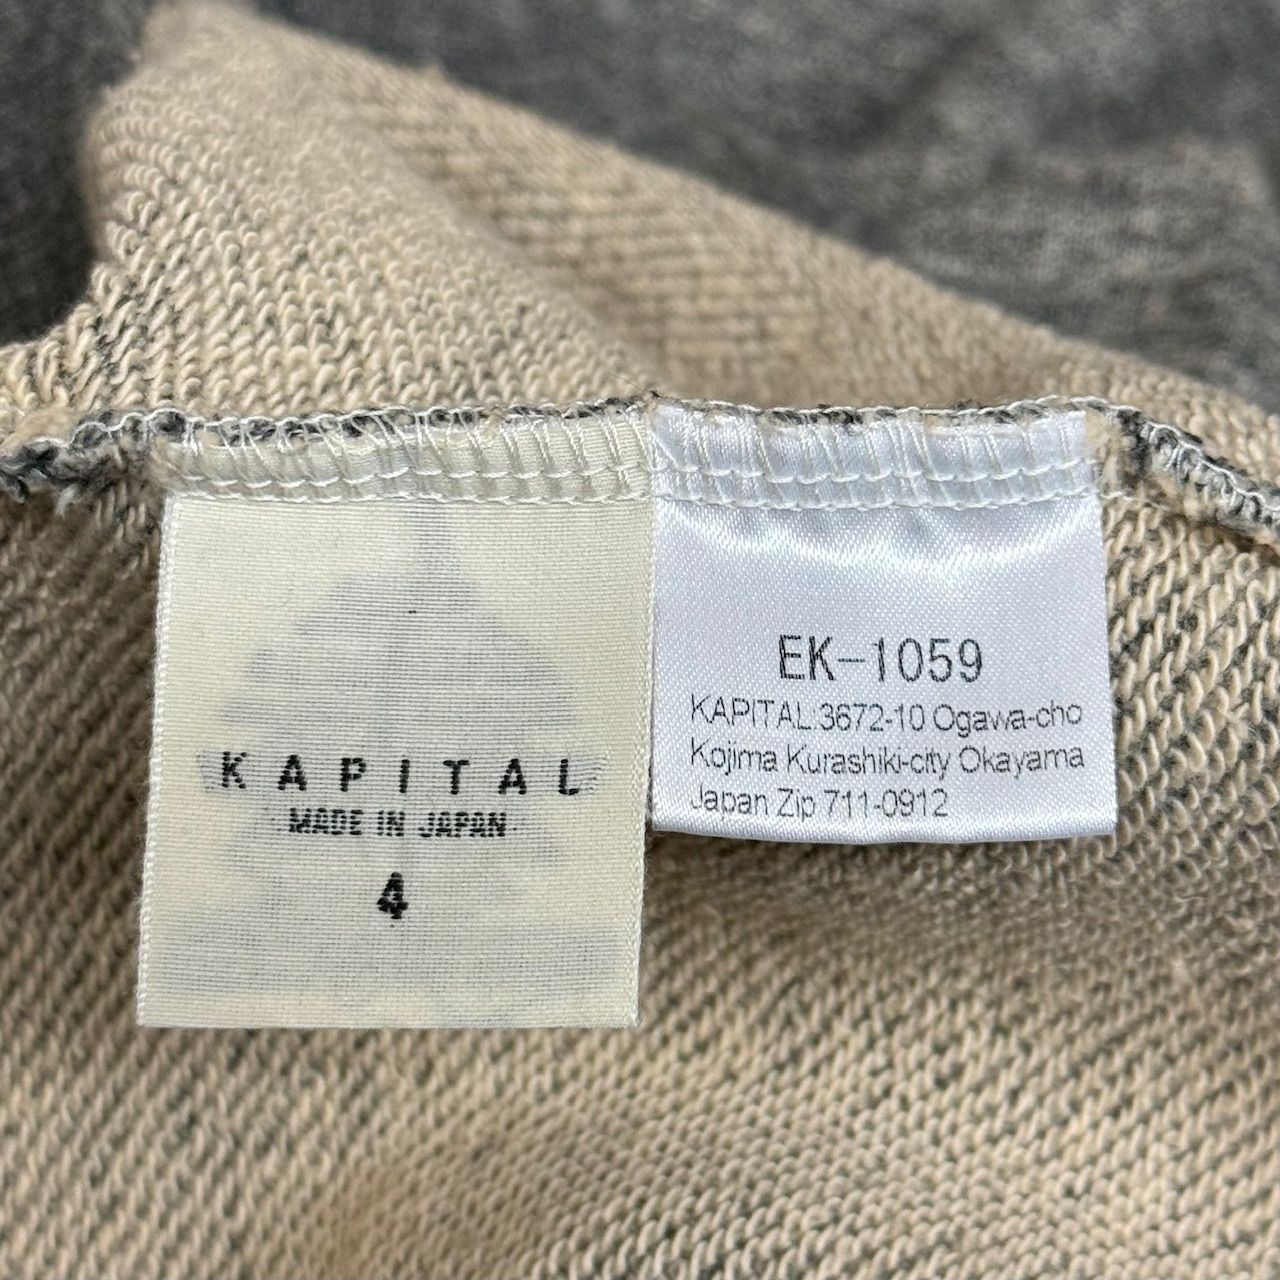 KAPITAL
MADE IN JAPAN
4
EK-1059
KAPITAL:3672-10 Ogawa-cho
Kojima Kurashiki-city Okayama
Japan Zip 711-0912